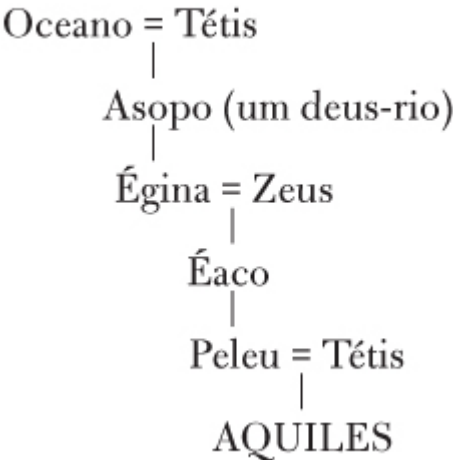 Oceano = Tétis
Asopo (um deus-rio)
Égina = Zeus
Éaco
Peleu = Tétis
AQUILES